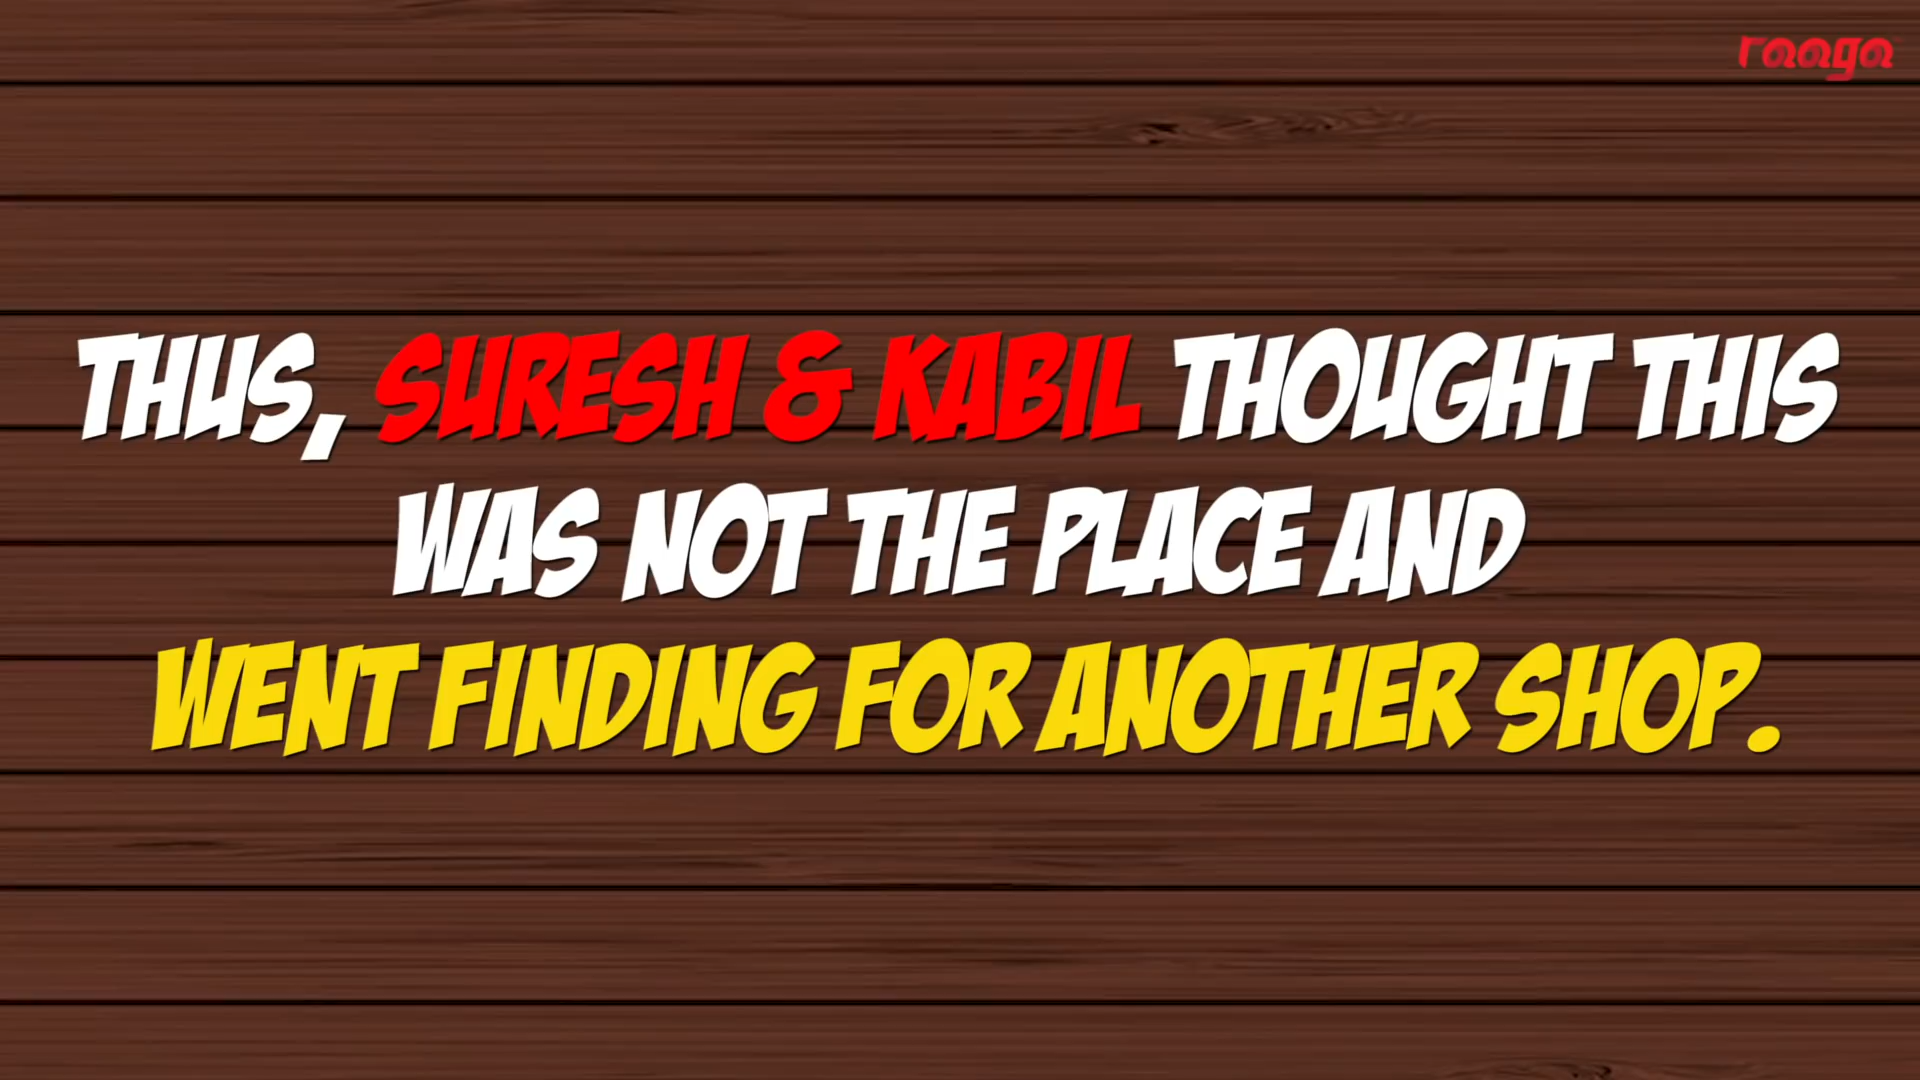 raaga
THUS, SURESH & KABIL THOUGHT THIS
WAS NOT THE PLACE AND
WENT FINDING FOR ANOTHER SHOP.